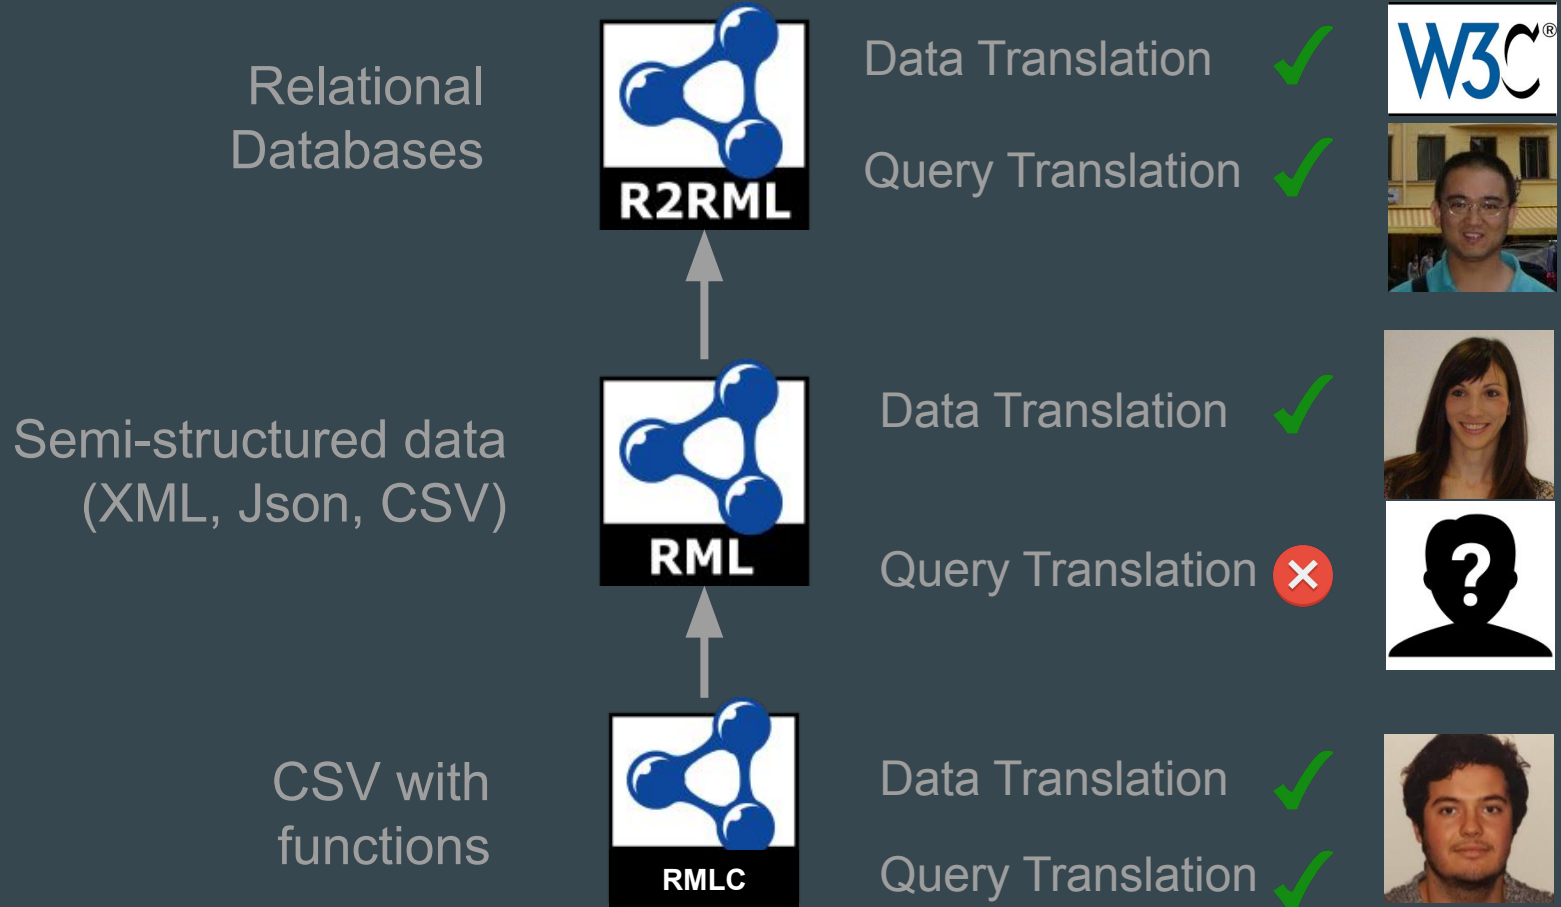 Relational
Databases
R2RML
Data Translation
W3C®
Query Translation
Semi-structured data
(XML, Json, CSV)
RML
Data Translation
Query Translation
?
CSV with
functions
RMLC
Data Translation
Query Translation